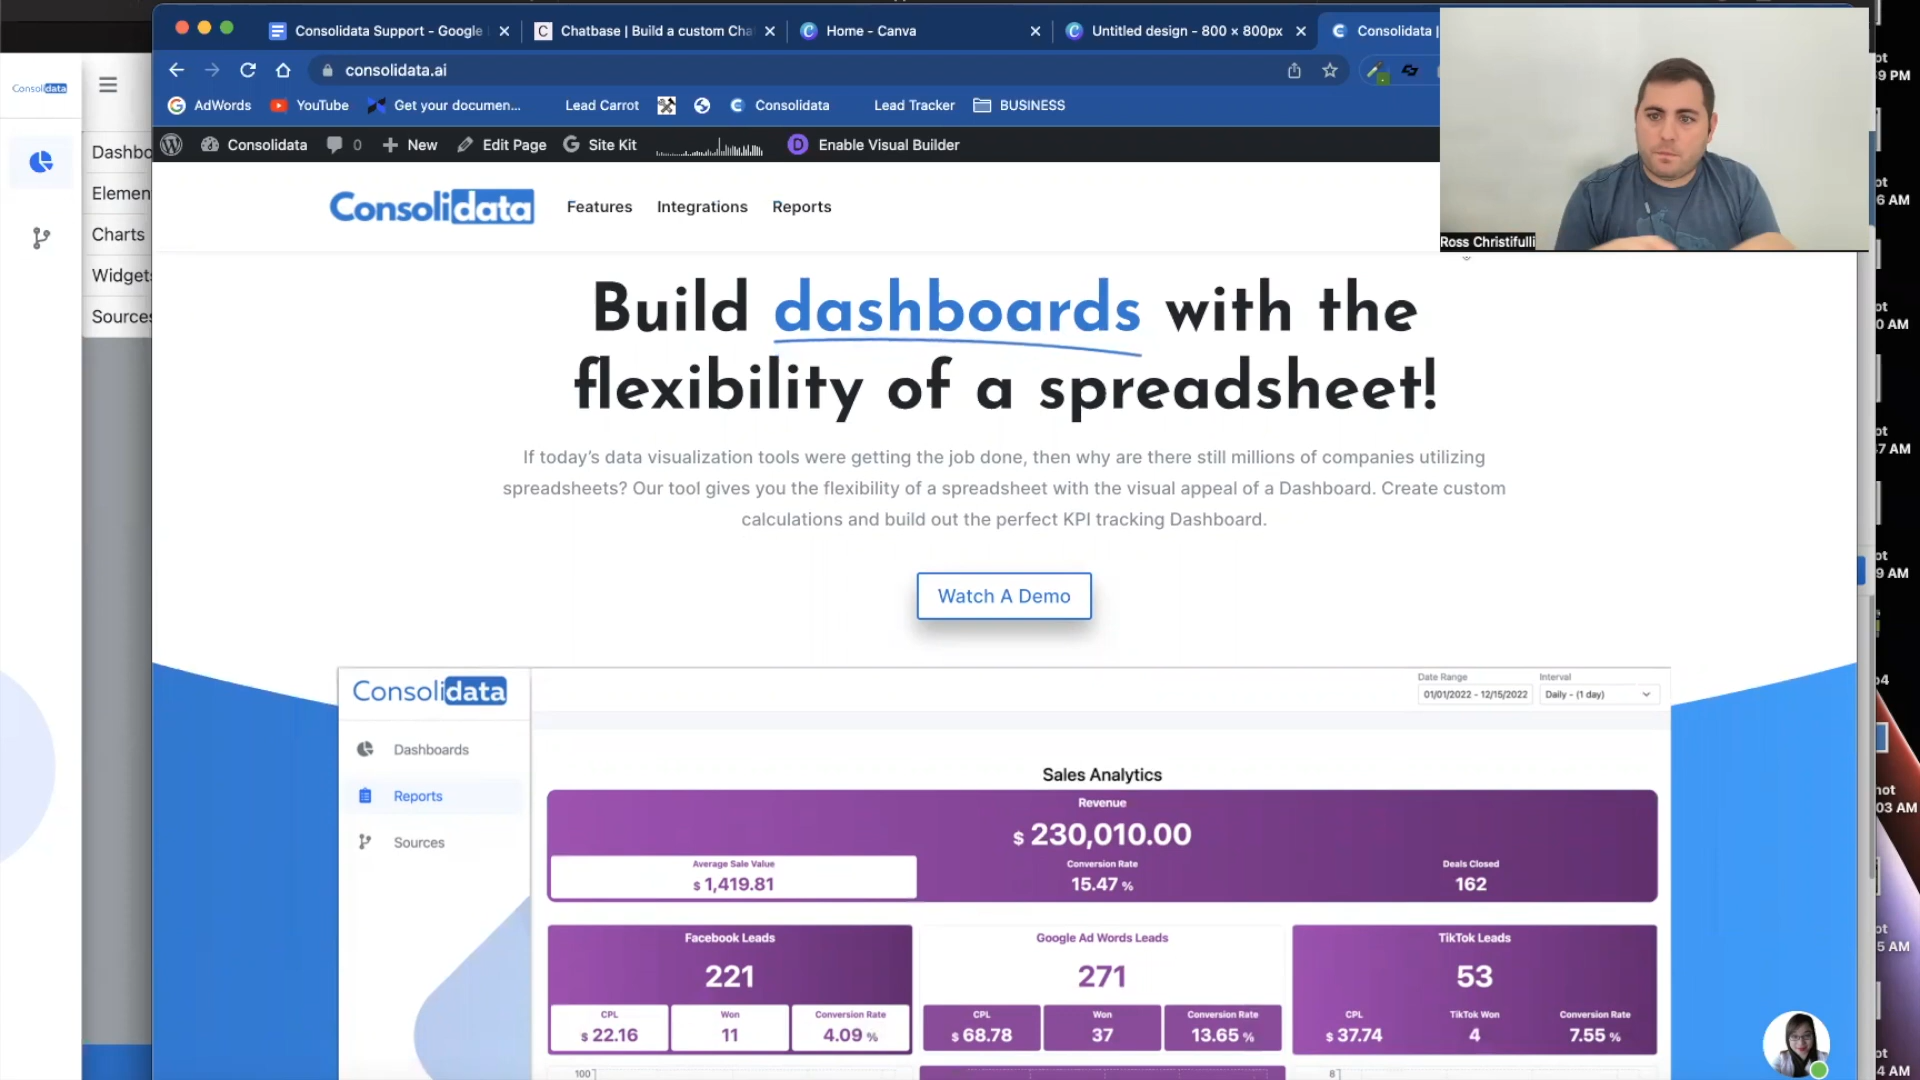 Consolidata Support - Google
Chatbase | Build a custom Cha
Home - Canva
Untitled design - 800 × 800px
Consolidata |
consolidata.ai
AdWords
YouTube
Get your documen...
Lead Carrot
Consolidata
Lead Tracker
BUSINESS
Consolidata
0
New
Edit Page
Site Kit
Enable Visual Builder
Ross Christifulli
Consolidata
Dashbo
Elemen
Charts
Widgets
Sources
Consolidata
Features
Integrations
Reports
Build dashboards with the
flexibility of a spreadsheet!
If today's data visualization tools were getting the job done, then why are there still millions of companies utilizing
spreadsheets? Our tool gives you the flexibility of a spreadsheet with the visual appeal of a Dashboard. Create custom
calculations and build out the perfect KPI tracking Dashboard.
Watch A Demo
Consolidata
Date Range
Interval
01/01/2022 - 12/15/2022
Daily - (1 day)
Dashboards
Reports
Sources
Sales Analytics
Revenue
$ 230,010.00
Average Sale Value
$ 1,419.81
Conversion Rate
15.47 %
Deals Closed
162
Facebook Leads
221
CPL
$ 22.16
Won
11
Conversion Rate
4.09 %
Google Ad Words Leads
271
CPL
$ 68.78
Won
37
Conversion Rate
13.65 %
TikTok Leads
53
CPL
$ 37.74
TikTok Won
4
Conversion Rate
7.55 %
100
8